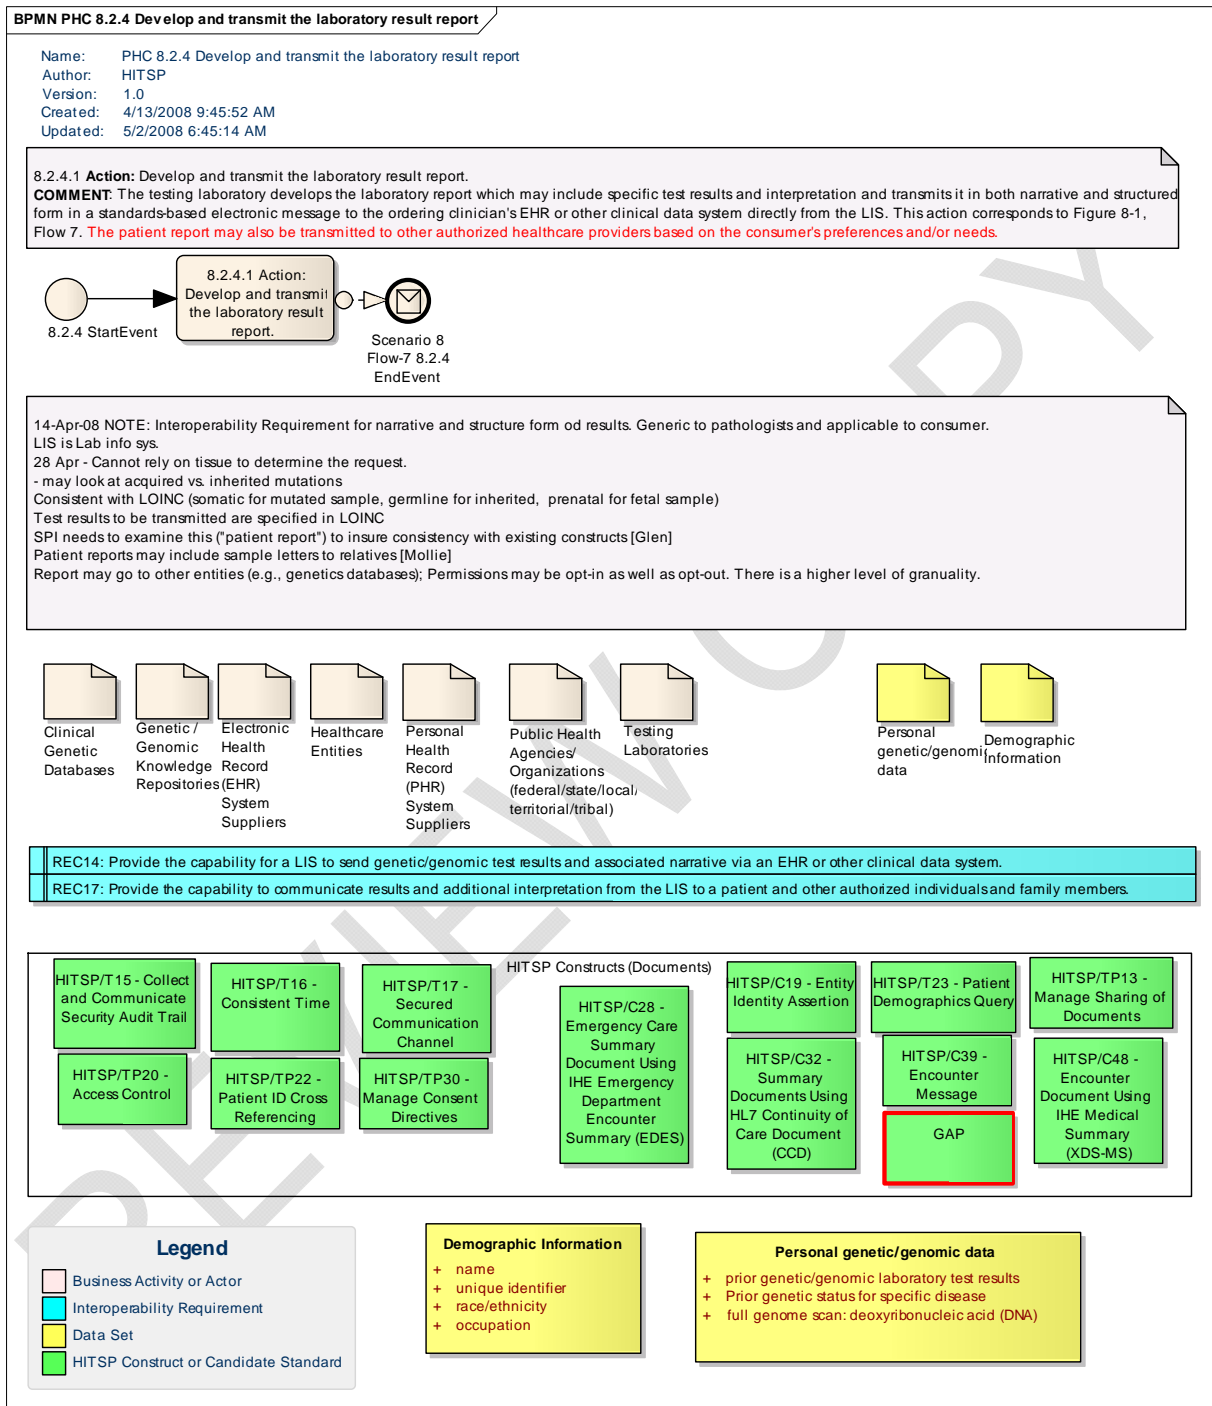 BPMN PHC 8.2.4 Develop and transmit the laboratory result report
Name: PHC 8.2.4 Develop and transmit the laboratory result report
Author: HITSP
Version: 1.0
Created: 4/13/2008 9:45:52 AM
Updated: 5/2/2008 6:45:14 AM
8.2.4.1 Action: Develop and transmit the laboratory result report.
COMMENT: The testing laboratory develops the laboratory report which may include specific test results and interpretation and transmits it in both narrative and structured
form in a standards-based electronic message to the ordering clinician's EHR or other clinical data system directly from the LIS. This action corresponds to Figure 8-1,
Flow 7. The patient report may also be transmitted to other authorized healthcare providers based on the consumer's preferences and/or needs.
8.2.4 StartEvent
8.2.4.1 Action:
Develop and transmit
the laboratory result
report.
Scenario 8
Flow-7 8.2.4
EndEvent
14-Apr-08 NOTE: Interoperability Requirement for narrative and structure form od results. Generic to pathologists and applicable to consumer.
LIS is Lab info sys.
28 Apr - Cannot rely on tissue to determine the request.
- may look at acquired vs. inherited mutations
Consistent with LOINC (somatic for mutated sample, germline for inherited, prenatal for fetal sample)
Test results to be transmitted are specified in LOINC
SPI needs to examine this ("patient report") to insure consistency with existing constructs [Glen]
Patient reports may include sample letters to relatives [Mollie]
Report may go to other entities (e.g., genetics databases); Permissions may be opt-in as well as opt-out. There is a higher level of granuality.
Clinical
Genetic
Databases
Genetic /
Genomic
Knowledge
Repositories
Electronic
Health
Record
(EHR)
System
Suppliers
Healthcare
Entities
Personal
Health
Record
(PHR)
System
Suppliers
Public Health
Agencies/
Organizations
(federal/state/local/
territorial/tribal)
Testing
Laboratories
Personal
genetic/genomic
data
Demographic
Information
REC14: Provide the capability for a LIS to send genetic/genomic test results and associated narrative via an EHR or other clinical data system.
REC17: Provide the capability to communicate results and additional interpretation from the LIS to a patient and other authorized individuals and family members.
HITSP Constructs (Documents)
HITSP/T15 - Collect
and Communicate
Security Audit Trail
HITSP/T16 -
Consistent Time
HITSP/T17 -
Secured
Communication
Channel
HITSP/C28 -
Emergency Care
Summary
Document Using
IHE Emergency
Department
Encounter
Summary (EDES)
HITSP/C19 - Entity
Identity Assertion
HITSP/T23 - Patient
Demographics Query
HITSP/TP13 -
Manage Sharing of
Documents
HITSP/TP20 -
Access Control
HITSP/TP22 -
Patient ID Cross
Referencing
HITSP/TP30 -
Manage Consent
Directives
HITSP/C32 -
Summary
Documents Using
HL7 Continuity of
Care Document
(CCD)
HITSP/C39 -
Encounter
Message
GAP
HITSP/C48 -
Encounter
Document Using
IHE Medical
Summary
(XDS-MS)
Legend
Business Activity or Actor
Interoperability Requirement
Data Set
HITSP Construct or Candidate Standard
Demographic Information
+ name
+ unique identifier
+ race/ethnicity
+ occupation
Personal genetic/genomic data
+ prior genetic/genomic laboratory test results
+ Prior genetic status for specific disease
+ full genome scan: deoxyribonucleic acid (DNA)
REVIEW COPY